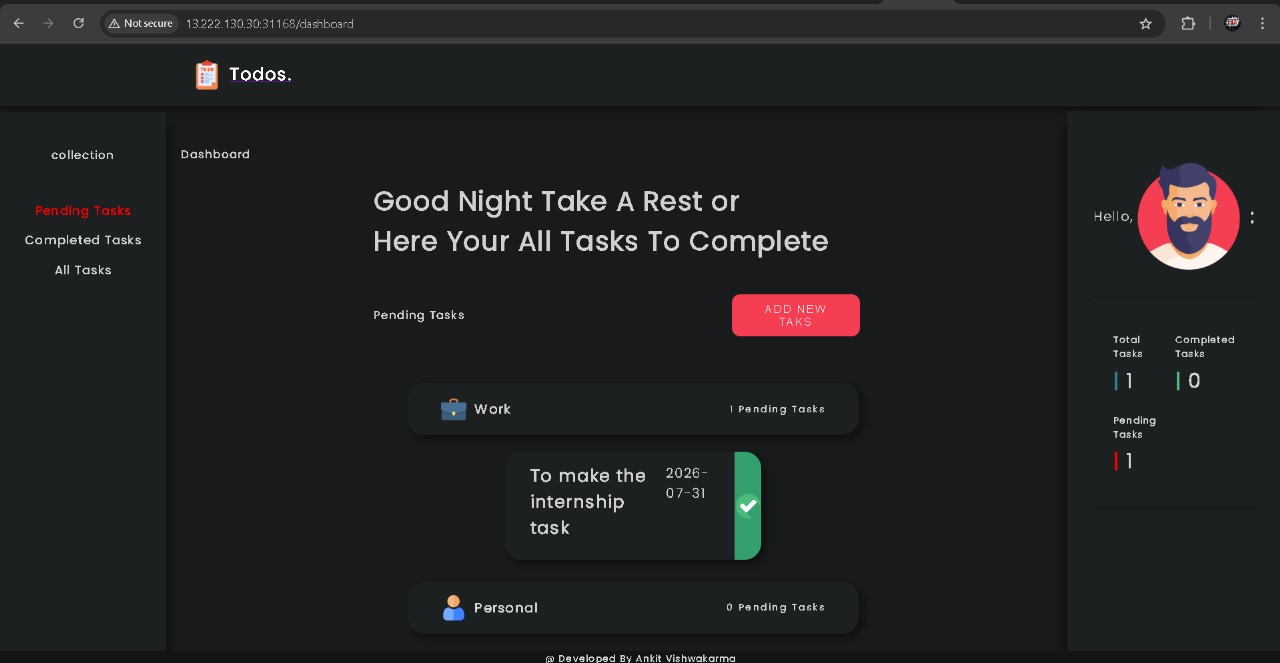 Not secure
13.222.130.30:31168/dashboard
Todos.
collection
Pending Tasks
Completed Tasks
All Tasks
Dashboard
Good Night Take A Rest or
Here Your All Tasks To Complete
Pending Tasks
ADD NEW
TAKS
Work
1 Pending Tasks
To make the
internship
task
2026-
07-31
Personal
0 Pending Tasks
Hello,
Total
Tasks
1
Completed
Tasks
0
Pending
Tasks
1
@ Developed By Ankit Vishwakarma